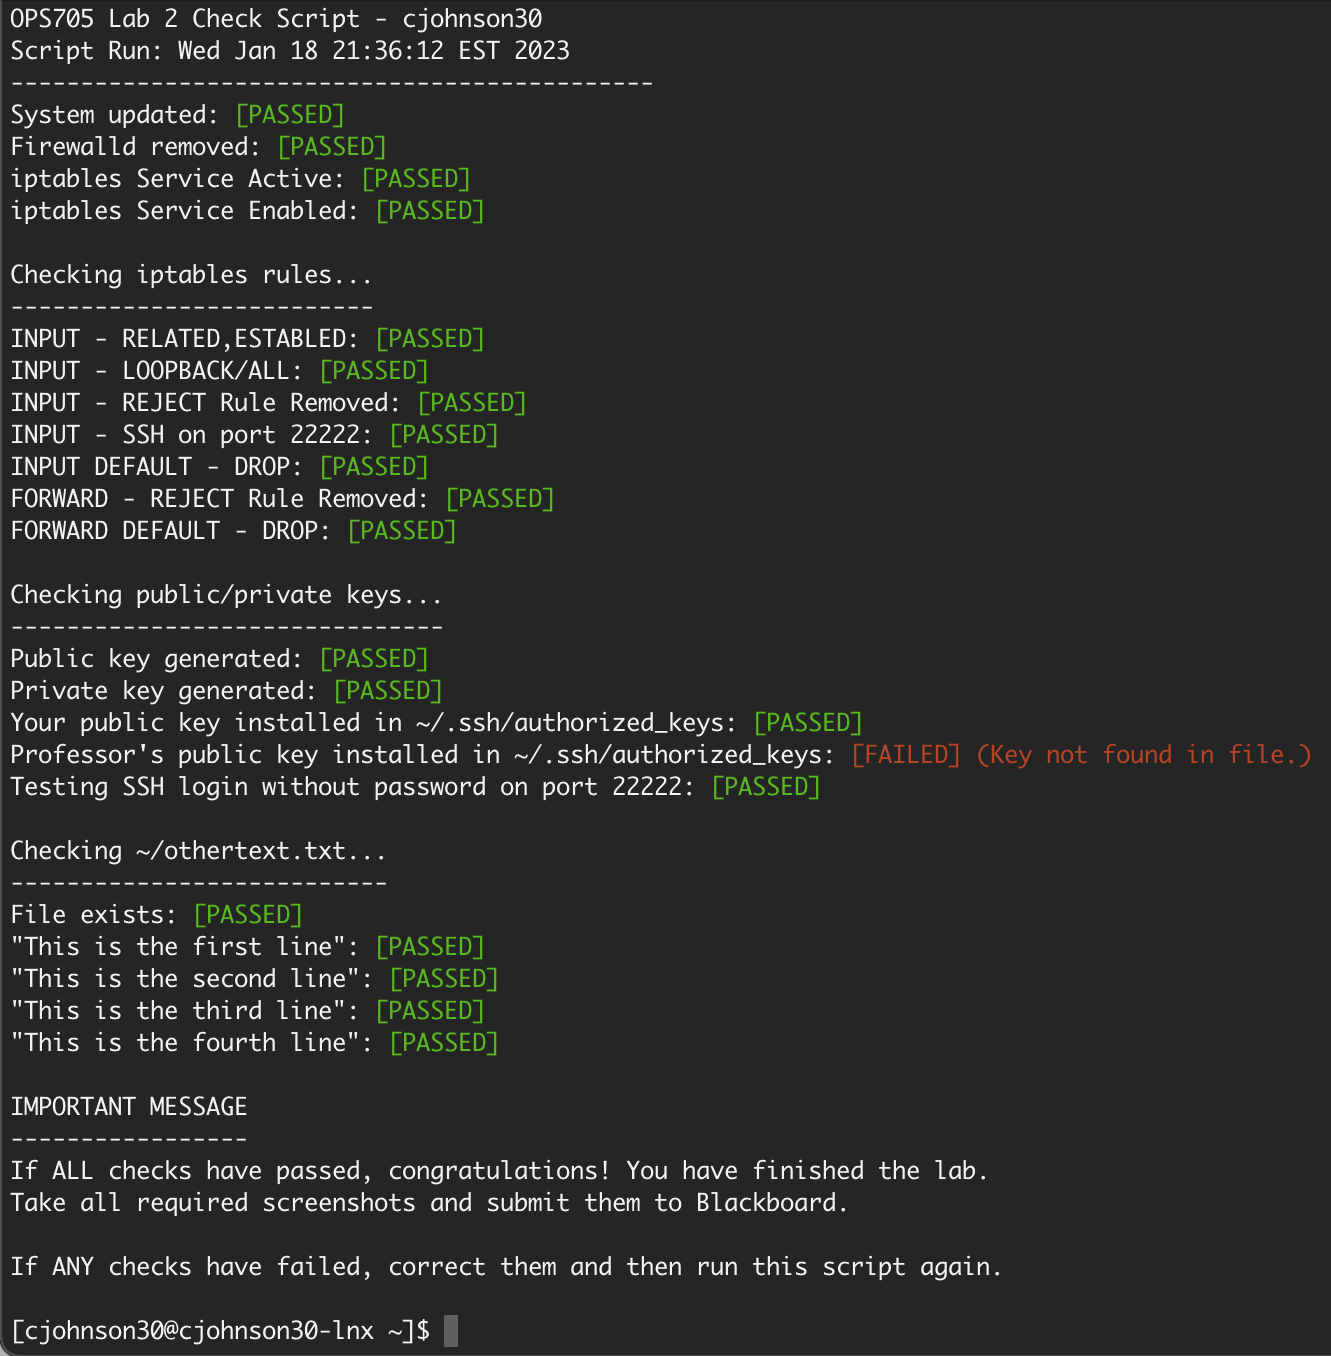 OPS705 Lab 2 Check Script - cjohnson30
Script Run: Wed Jan 18 21:36:12 EST 2023
----------------------------------------------
System updated: [PASSED]
Firewalld removed: [PASSED]
iptables Service Active: [PASSED]
iptables Service Enabled: [PASSED]

Checking iptables rules...
--------------------------
INPUT - RELATED,ESTABLED: [PASSED]
INPUT - LOOPBACK/ALL: [PASSED]
INPUT - REJECT Rule Removed: [PASSED]
INPUT - SSH on port 22222: [PASSED]
INPUT DEFAULT - DROP: [PASSED]
FORWARD - REJECT Rule Removed: [PASSED]
FORWARD DEFAULT - DROP: [PASSED]

Checking public/private keys...
-------------------------------
Public key generated: [PASSED]
Private key generated: [PASSED]
Your public key installed in ~/.ssh/authorized_keys: [PASSED]
Professor's public key installed in ~/.ssh/authorized_keys: [FAILED] (Key not found in file.)
Testing SSH login without password on port 22222: [PASSED]

Checking ~/othertext.txt...
---------------------------
File exists: [PASSED]
"This is the first line": [PASSED]
"This is the second line": [PASSED]
"This is the third line": [PASSED]
"This is the fourth line": [PASSED]

IMPORTANT MESSAGE
-----------------
If ALL checks have passed, congratulations! You have finished the lab.
Take all required screenshots and submit them to Blackboard.

If ANY checks have failed, correct them and then run this script again.

[cjohnson30@cjohnson30-lnx ~]$